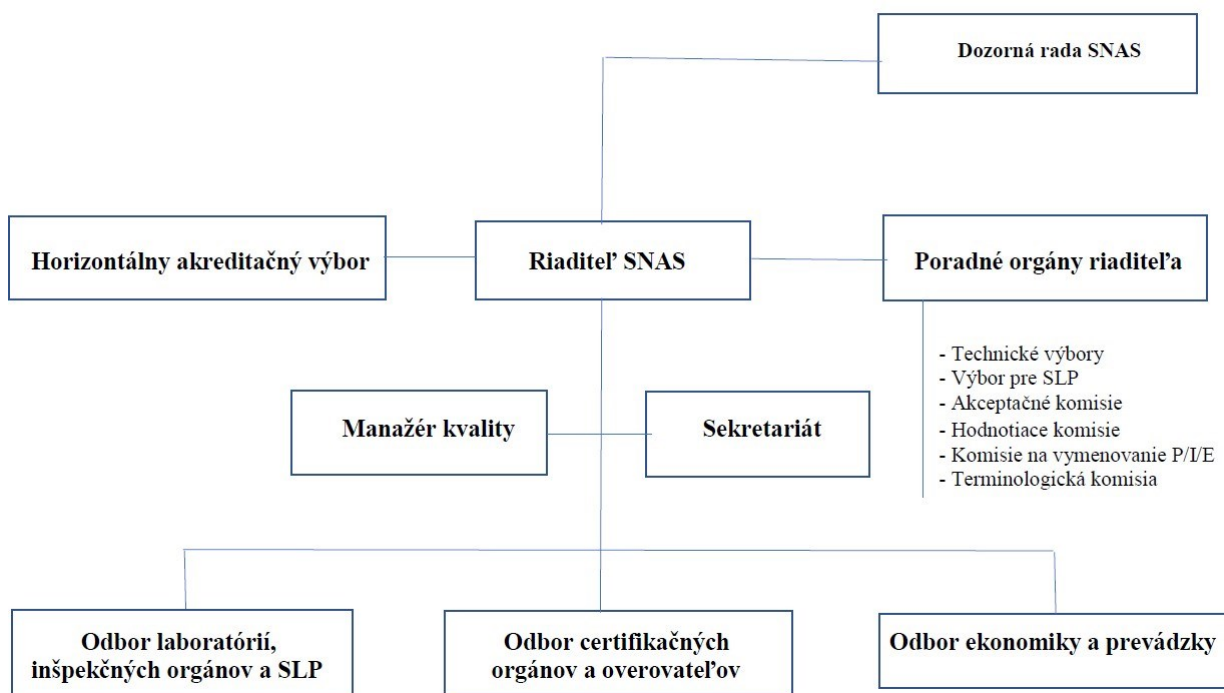 Dozorná rada SNAS
Horizontálny akreditačný výbor
Riaditeľ SNAS
Poradné orgány riaditeľa
- Technické výbory
- Výbor pre SLP
- Akceptačné komisie
- Hodnotiace komisie
- Komisie na vymenovanie P/I/E
- Terminologická komisia
Manažér kvality
Sekretariát
Odbor laboratórií,
inšpekčných orgánov a SLP
Odbor certifikačných
orgánov a overovateľov
Odbor ekonomiky a prevádzky